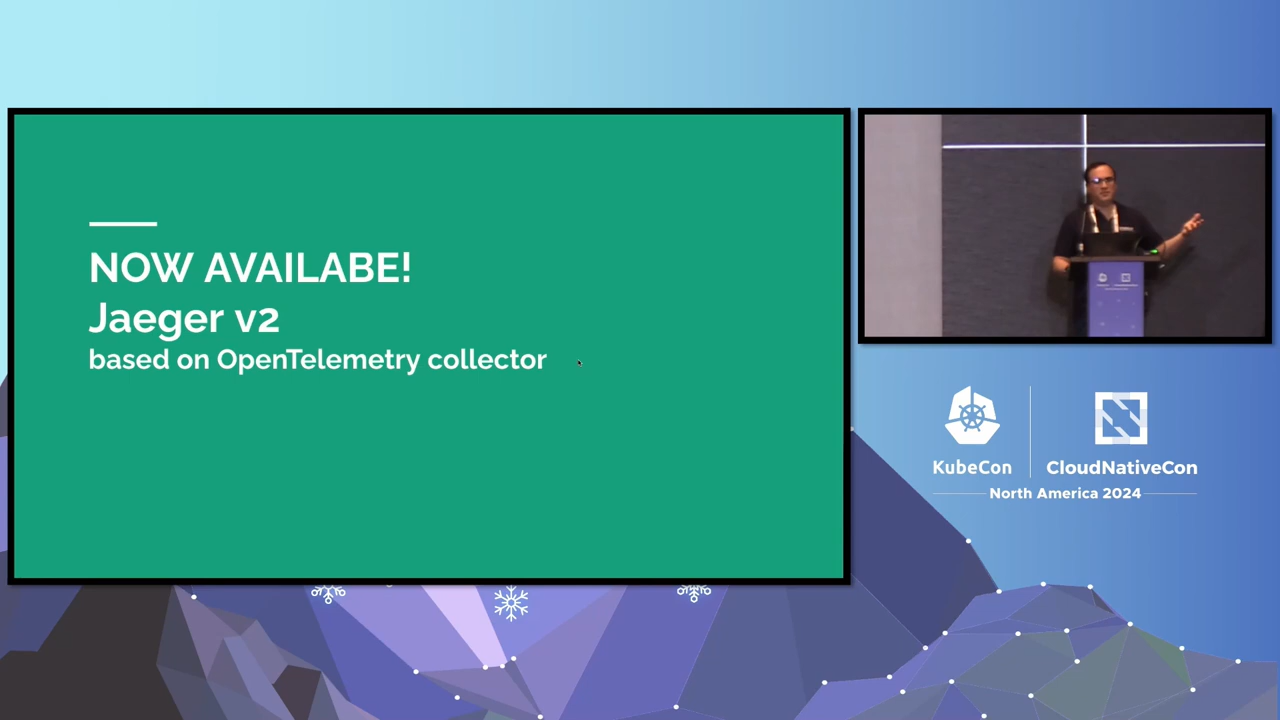 NOW AVAILABE!
Jaeger v2
based on OpenTelemetry collector
KubeCon
CloudNativeCon
North America 2024